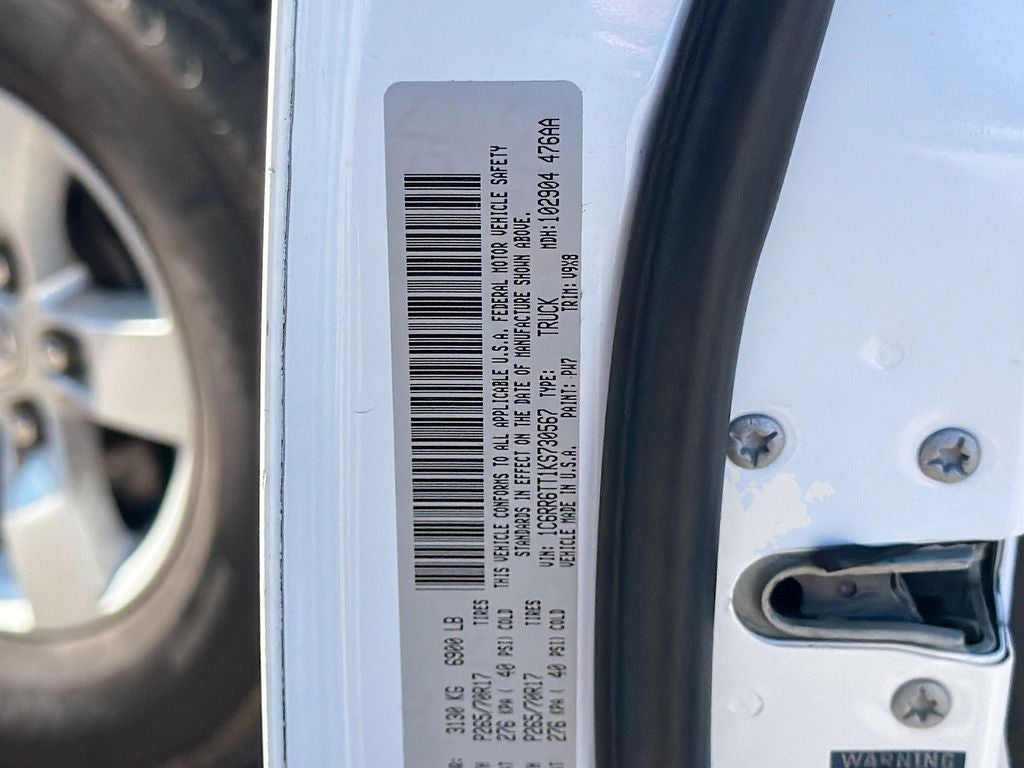 THIS VEHICLE CONFORMS TO ALL APPLICABLE U.S.A. FEDERAL MOTOR VEHICLE SAFETY
STANDARDS IN EFFECT ON THE DATE OF MANUFACTURE SHOWN ABOVE.
VIN: 1C6RR6TT1KS730567 TYPE: TRUCK MDH:102904 476AA
VEHICLE MADE IN U.S.A. PAINT: PW7 TRIM: V9X8
3130 KG 6900 LB
P265/70R17 TIRES
276 KPA ( 40 PSI) COLD
P265/70R17 TIRES
276 KPA ( 40 PSI) COLD
WARNING